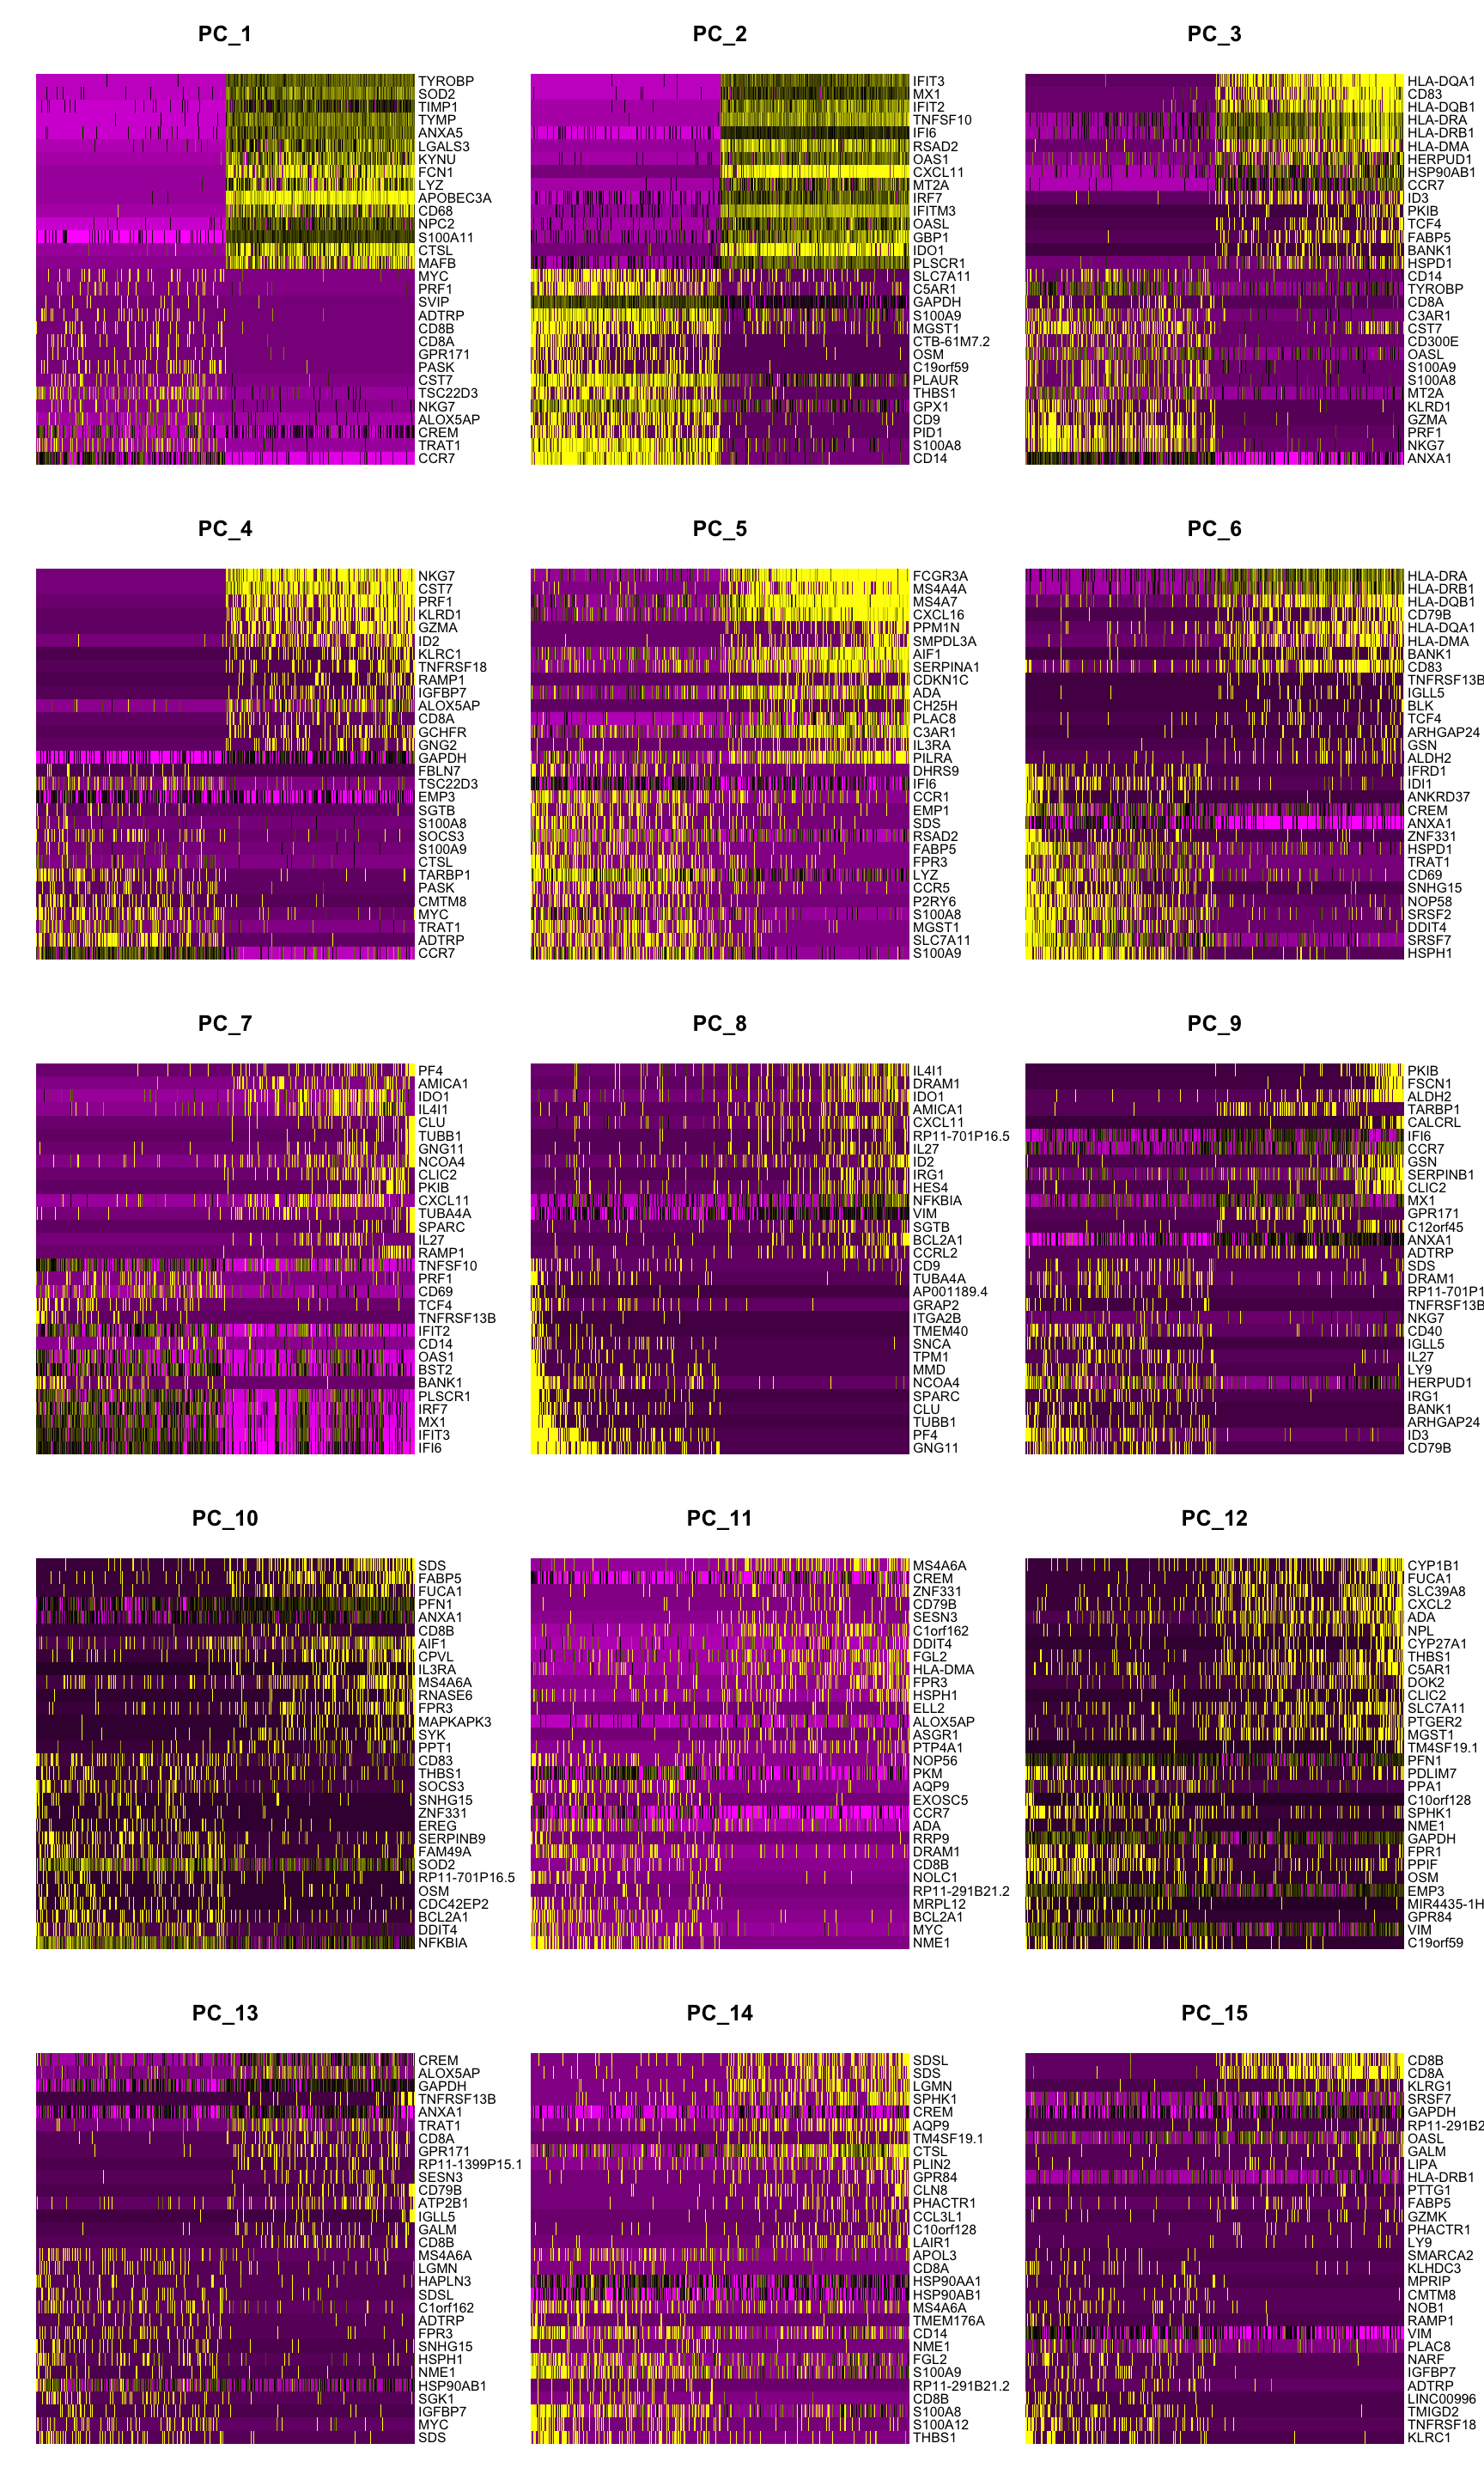 PC_1
TYROBP
SOD2
TIMP1
TYMP
ANXA5
LGALS3
KYNU
FCN1
LYZ
APOBEC3A
CD68
NPC2
S100A11
CTSL
MAFB
MYC
PRF1
SVIP
ADTRP
CD8B
CD8A
GPR171
PASK
CST7
TSC22D3
NKG7
ALOX5AP
CREM
TRAT1
CCR7
PC_2
IFIT3
MX1
IFIT2
TNFSF10
IFI6
RSAD2
OAS1
CXCL11
MT2A
IRF7
IFITM3
OASL
GBP1
IDO1
PLSCR1
SLC7A11
C5AR1
GAPDH
S100A9
MGST1
CTB-61M7.2
OSM
C19orf59
PLAUR
THBS1
GPX1
CD9
PID1
S100A8
CD14
PC_3
HLA-DQA1
CD83
HLA-DQB1
HLA-DRA
HLA-DRB1
HLA-DMA
HERPUD1
HSP90AB1
CCR7
ID3
PKIB
TCF4
FABP5
BANK1
HSPD1
CD14
TYROBP
CD8A
C3AR1
CST7
CD300E
OASL
S100A9
S100A8
MT2A
KLRD1
GZMA
PRF1
NKG7
ANXA1
PC_4
NKG7
CST7
PRF1
KLRD1
GZMA
ID2
KLRC1
TNFRSF18
RAMP1
IGFBP7
ALOX5AP
CD8A
GCHFR
GNG2
GAPDH
FBLN7
TSC22D3
EMP3
SGTB
S100A8
SOCS3
S100A9
CTSL
TARBP1
PASK
CMTM8
MYC
TRAT1
ADTRP
CCR7
PC_5
FCGR3A
MS4A4A
MS4A7
CXCL16
PPM1N
SMPDL3A
AIF1
SERPINA1
CDKN1C
ADA
CH25H
PLAC8
C3AR1
IL3RA
PILRA
DHRS9
IFI6
CCR1
EMP1
SDS
RSAD2
FABP5
FPR3
LYZ
CCR5
P2RY6
S100A8
MGST1
SLC7A11
S100A9
PC_6
HLA-DRA
HLA-DRB1
HLA-DQB1
CD79B
HLA-DQA1
HLA-DMA
BANK1
CD83
TNFRSF13B
IGLL5
BLK
TCF4
ARHGAP24
GSN
ALDH2
IFRD1
IDI1
ANKRD37
CREM
ANXA1
ZNF331
HSPD1
TRAT1
CD69
SNHG15
NOP58
SRSF2
DDIT4
SRSF7
HSPH1
PC_7
PF4
AMICA1
IDO1
IL4I1
CLU
TUBB1
GNG11
NCOA4
CLIC2
PKIB
CXCL11
TUBA4A
SPARC
IL27
RAMP1
TNFSF10
PRF1
CD69
TCF4
TNFRSF13B
IFIT2
CD14
OAS1
BST2
BANK1
PLSCR1
IRF7
MX1
IFIT3
IFI6
PC_8
IL4I1
DRAM1
IDO1
AMICA1
CXCL11
RP11-701P16.5
IL27
ID2
IRG1
HES4
NFKBIA
VIM
SGTB
BCL2A1
CCRL2
CD9
TUBA4A
AP001189.4
GRAP2
ITGA2B
TMEM40
SNCA
TPM1
MMD
NCOA4
SPARC
CLU
TUBB1
PF4
GNG11
PC_9
PKIB
FSCN1
ALDH2
TARBP1
CALCRL
IFI6
CCR7
GSN
SERPINB1
CLIC2
MX1
GPR171
C12orf45
ANXA1
ADTRP
SDS
DRAM1
RP11-701P1
TNFRSF13B
NKG7
CD40
IGLL5
IL27
LY9
HERPUD1
IRG1
BANK1
ARHGAP24
ID3
CD79B
PC_10
SDS
FABP5
FUCA1
PFN1
ANXA1
CD8B
AIF1
CPVL
IL3RA
MS4A6A
RNASE6
FPR3
MAPKAPK3
SYK
PPT1
CD83
THBS1
SOCS3
SNHG15
ZNF331
EREG
SERPINB9
FAM49A
SOD2
RP11-701P16.5
OSM
CDC42EP2
BCL2A1
DDIT4
NFKBIA
PC_11
MS4A6A
CREM
ZNF331
CD79B
SESN3
C1orf162
DDIT4
FGL2
HLA-DMA
FPR3
HSPH1
ELL2
ALOX5AP
ASGR1
PTP4A1
NOP56
PKM
AQP9
EXOSC5
CCR7
ADA
RRP9
DRAM1
CD8B
NOLC1
RP11-291B21.2
MRPL12
BCL2A1
MYC
NME1
PC_12
CYP1B1
FUCA1
SLC39A8
CXCL2
ADA
NPL
CYP27A1
THBS1
C5AR1
DOK2
CLIC2
SLC7A11
PTGER2
MGST1
TM4SF19.1
PFN1
PDLIM7
PPA1
C10orf128
SPHK1
NME1
GAPDH
FPR1
PPIF
OSM
EMP3
MIR4435-1H
GPR84
VIM
C19orf59
PC_13
CREM
ALOX5AP
GAPDH
TNFRSF13B
ANXA1
TRAT1
CD8A
GPR171
RP11-1399P15.1
SESN3
CD79B
ATP2B1
IGLL5
GALM
CD8B
MS4A6A
LGMN
HAPLN3
SDSL
C1orf162
ADTRP
FPR3
SNHG15
HSPH1
NME1
HSP90AB1
SGK1
IGFBP7
MYC
SDS
PC_14
SDSL
SDS
LGMN
SPHK1
CREM
AQP9
TM4SF19.1
CTSL
PLIN2
GPR84
CLN8
PHACTR1
CCL3L1
C10orf128
LAIR1
APOL3
CD8A
HSP90AA1
HSP90AB1
MS4A6A
TMEM176A
CD14
NME1
FGL2
S100A9
RP11-291B21.2
CD8B
S100A8
S100A12
THBS1
PC_15
CD8B
CD8A
KLRG1
SRSF7
GAPDH
RP11-291B2
OASL
GALM
LIPA
HLA-DRB1
PTTG1
FABP5
GZMK
PHACTR1
LY9
SMARCA2
KLHDC3
MPRIP
CMTM8
NOB1
RAMP1
VIM
PLAC8
NARF
IGFBP7
ADTRP
LINC00996
TMIGD2
TNFRSF18
KLRC1